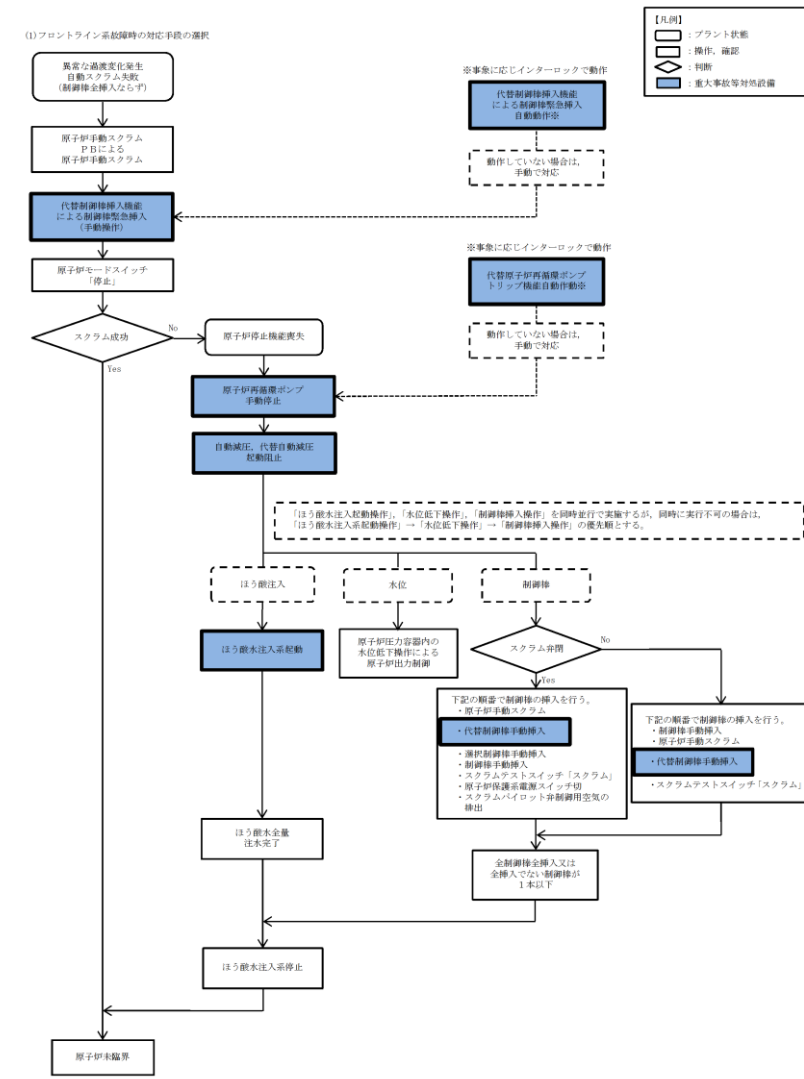 (1)フロントライン系故障時の対応手段の選択
【凡例】
：プラント状態
：操作、確認
：判断
：重大事故等対処設備
異常な過渡変化発生
自動スクラム失敗
(制御棒全挿入ならず)
原子炉手動スクラム
ＰＢによる
原子炉手動スクラム
代替制御棒挿入機能
による制御棒緊急挿入
(手動操作)
原子炉モードスイッチ
「停止」
スクラム成功
No
Yes
※事象に応じインターロックで動作
代替制御棒挿入機能
による制御棒緊急挿入
自動動作※
動作していない場合は,
手動で対応
※事象に応じインターロックで動作
代替原子炉再循環ポンプ
トリップ機能自動作動※
動作していない場合は,
手動で対応
原子炉停止機能喪失
原子炉再循環ポンプ
手動停止
自動減圧，代替自動減圧
起動阻止
「ほう酸水注入起動操作」，「水位低下操作」，「制御棒挿入操作」を同時並行で実施するが，同時に実行不可の場合は，
「ほう酸水注入系起動操作」→「水位低下操作」→「制御棒挿入操作」の優先順とする。
ほう酸注入
水位
制御棒
ほう酸水注入系起動
原子炉圧力容器内の
水位低下操作による
原子炉出力制御
スクラム弁閉
No
Yes
下記の順番で制御棒の挿入を行う。
・原子炉手動スクラム
・代替制御棒手動挿入
・選択制御棒手動挿入
・制御棒手動挿入
・スクラムテストスイッチ「スクラム」
・原子炉保護系電源スイッチ切
・スクラムパイロット弁制御用空気の
排出
下記の順番で制御棒の挿入を行う。
・制御棒手動挿入
・原子炉手動スクラム
・代替制御棒手動挿入
・スクラムテストスイッチ「スクラム」
ほう酸水全量
注水完了
全制御棒全挿入又は
全挿入でない制御棒が
１本以下
ほう酸水注入系停止
原子炉未臨界